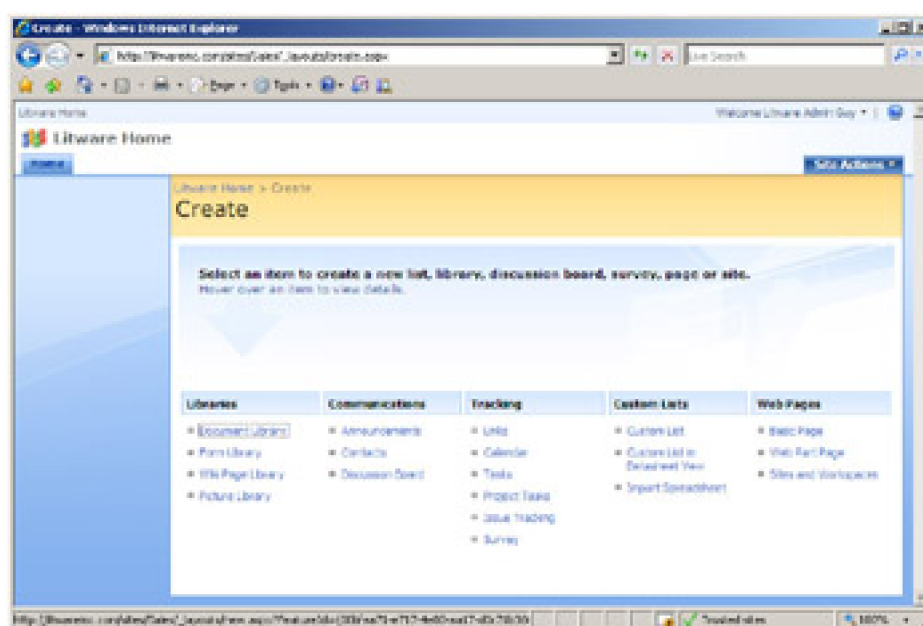 Create - Windows Internet Explorer
Live Search
Page Tools
Litware Home
Welcome Litware Admin Guy
Litware Home
Home
Site Actions
Litware Home > Create
Create
Select an item to create a new list, library, discussion board, survey, page or site.
Hover over an item to view details.
Libraries
Document Library
Form Library
Wiki Page Library
Picture Library
Communications
Announcements
Contacts
Discussion Board
Tracking
Links
Calendar
Tasks
Project Tasks
Issue Tracking
Survey
Custom Lists
Custom List
Custom List in
Datasheet View
Import Spreadsheet
Web Pages
Basic Page
Web Part Page
Sites and Workspaces
Trusted sites
100%